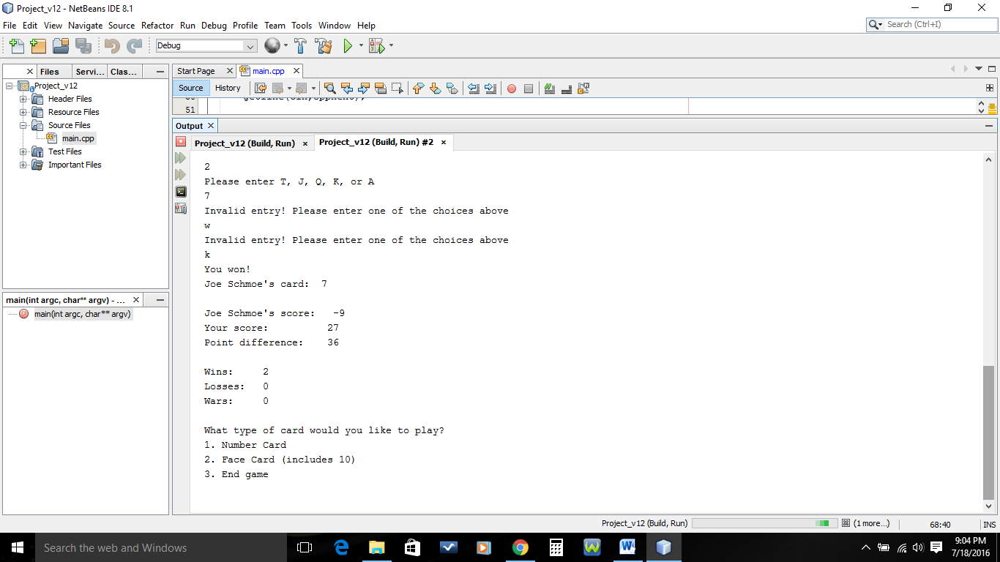 Project_v12 - NetBeans IDE 8.1
File Edit View Navigate Source Refactor Run Debug Profile Team Tools Window Help
Search (Ctrl+I)
Debug
Files Servi... Clas...
Start Page main.cpp
Project_v12
Header Files
Resource Files
Source Files
main.cpp
Test Files
Important Files
Source History
51
Output
Project_v12 (Build, Run) Project_v12 (Build, Run) #2
2
Please enter T, J, Q, K, or A
7
Invalid entry! Please enter one of the choices above
w
Invalid entry! Please enter one of the choices above
k
You won!
Joe Schmoe's card: 7
Joe Schmoe's score: -9
Your score: 27
Point difference: 36
Wins: 2
Losses: 0
Wars: 0
What type of card would you like to play?
1. Number Card
2. Face Card (includes 10)
3. End game
main(int argc, char** argv) - ...
main(int argc, char** argv)
Project_v12 (Build, Run) (1 more...) 68:40 INS
Search the web and Windows
9:04 PM
7/18/2016